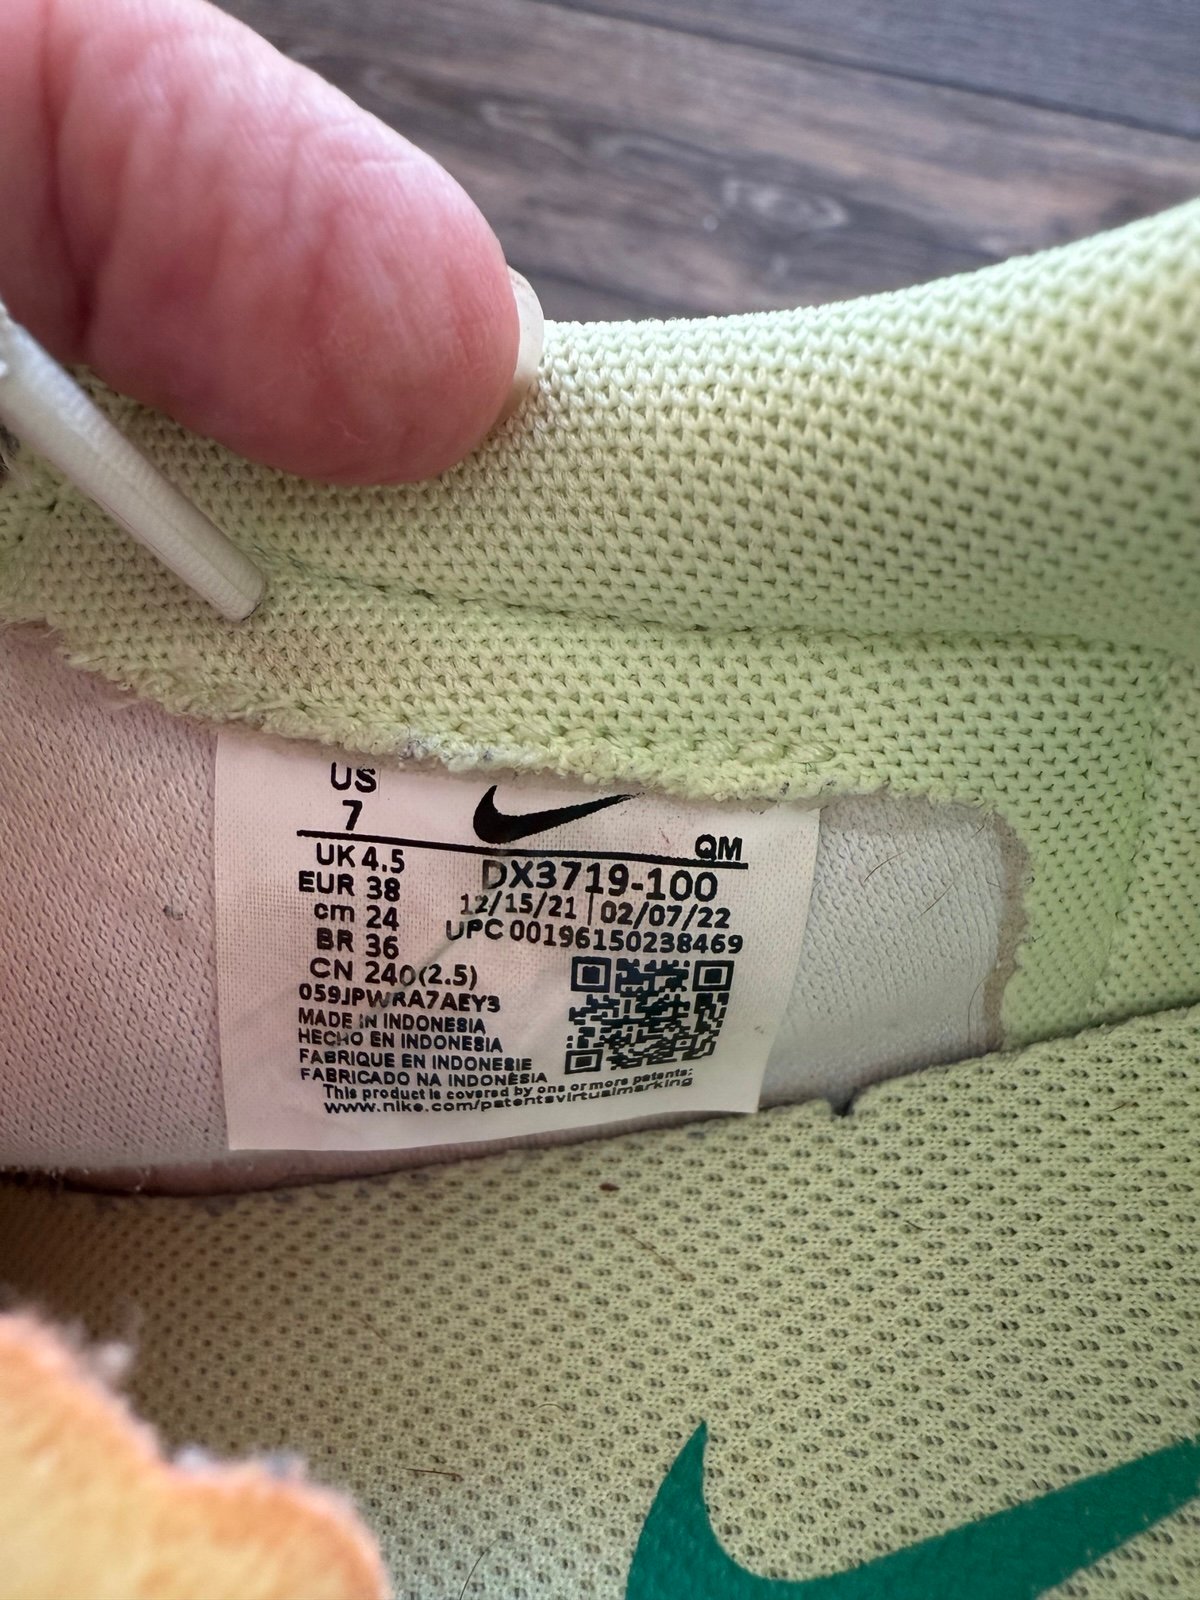 US
7
QM
UK 4.5
DX3719-100
EUR 38
12/15/21 | 02/07/22
cm 24
UPC 00196150238469
BR 36
CN 240(2.5)
059JPWRA7AEY3
MADE IN INDONESIA
HECHO EN INDONESIA
FABRIQUE EN INDONESIE
FABRICADO NA INDONÉSIA
This product is covered by one or more patents:
www.nike.com/patentsvirtualmarking